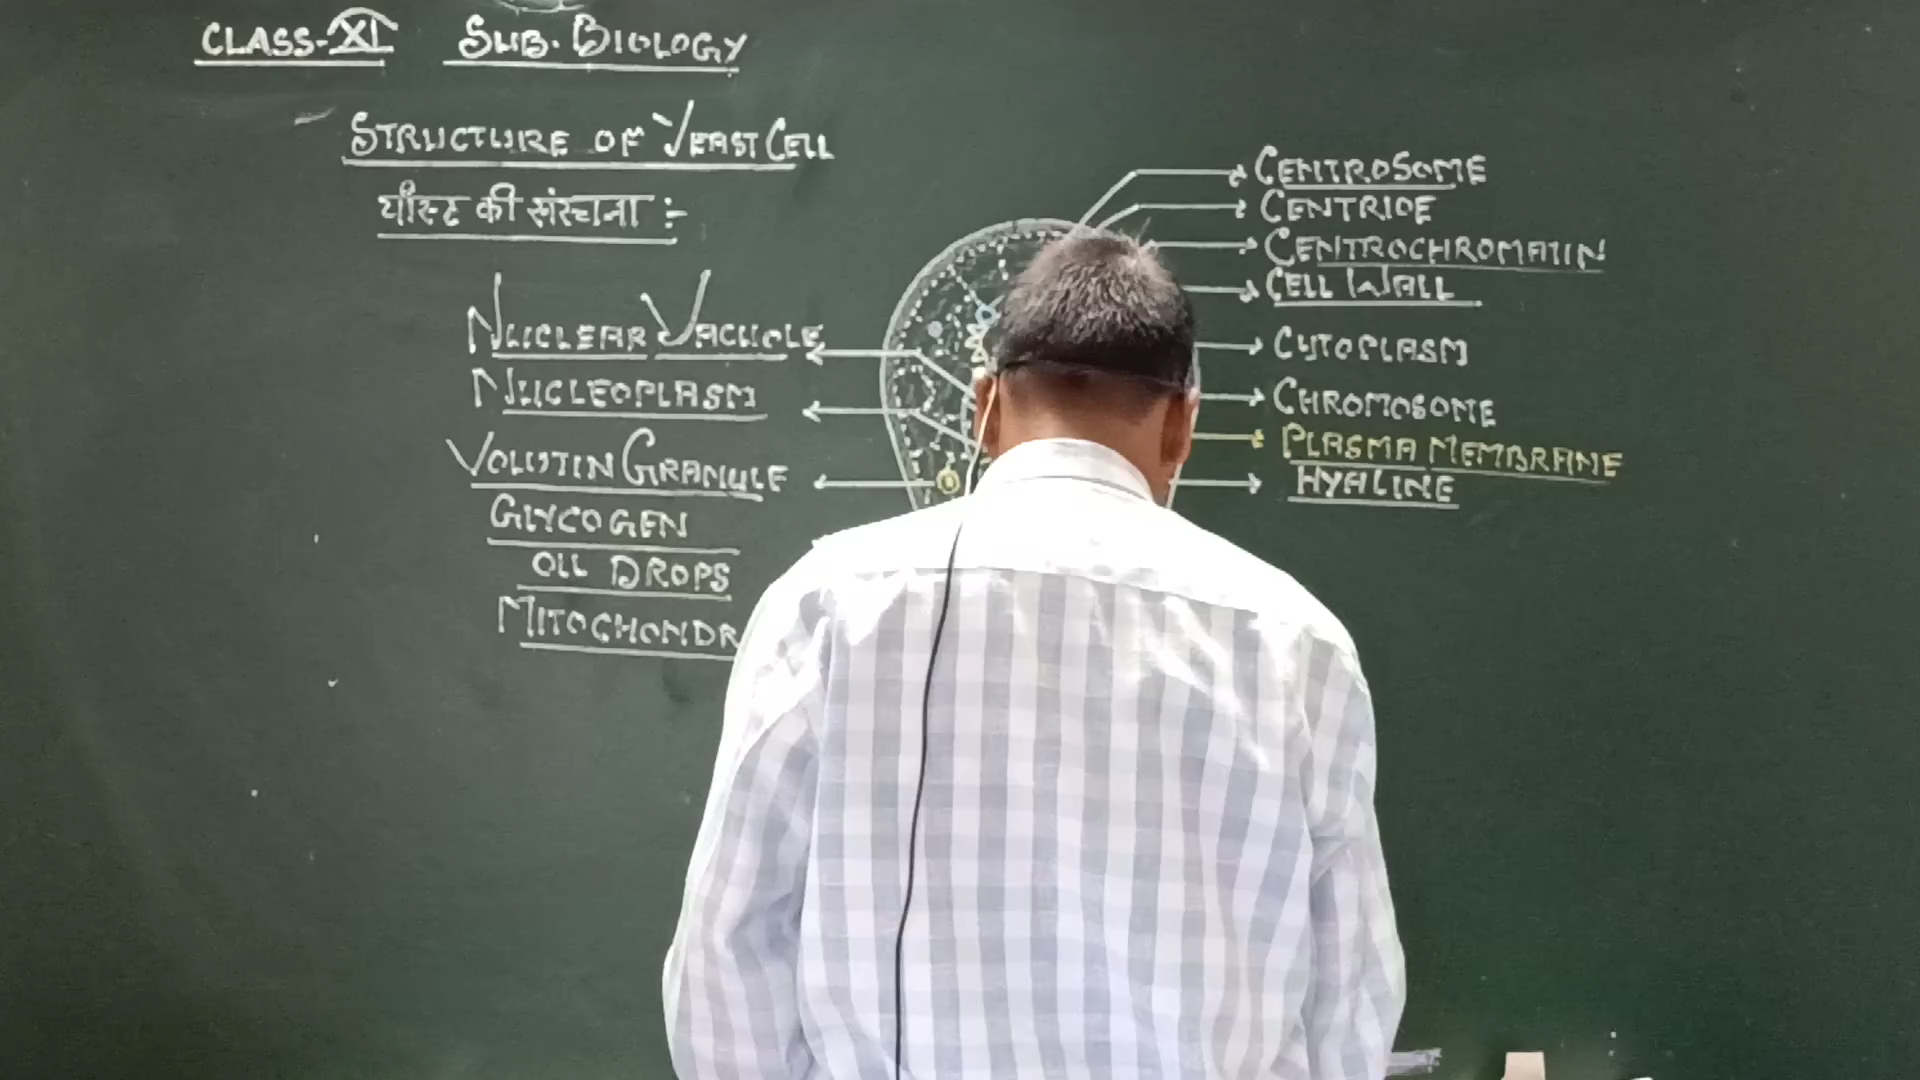 CLASS-XI SUB. BIOLOGY
STRUCTURE OF YEAST CELL
यीस्ट की संरचना :-
NUCLEAR VACUOLE
NUCLEOPLASM
VOLUTIN GRANULE
GLYCOGEN
OIL DROPS
MITOCHONDR
CENTROSOME
CENTRIOE
CENTROCHROMATIN
CELL WALL
CYTOPLASM
CHROMOSOME
PLASMA MEMBRANE
HYALINE